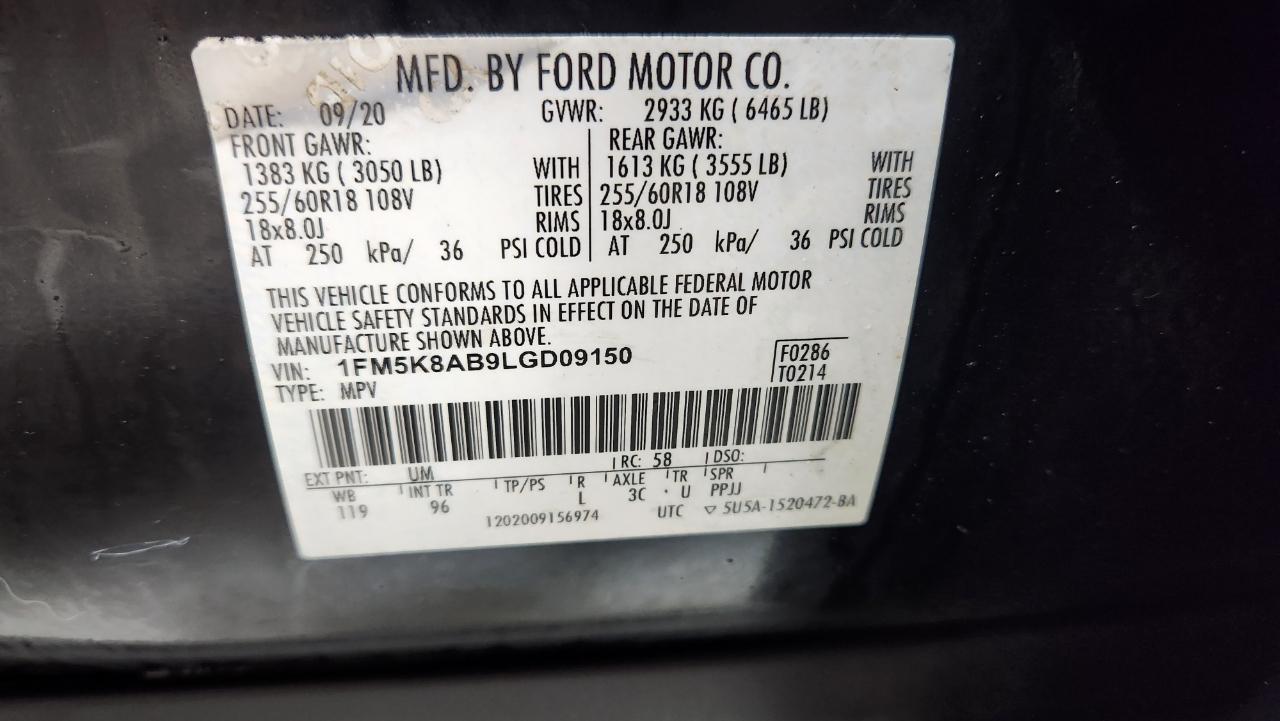 MFD. BY FORD MOTOR CO.
DATE: 09/20 GVWR: 2933 KG ( 6465 LB)
FRONT GAWR: REAR GAWR:
1383 KG ( 3050 LB) WITH 1613 KG ( 3555 LB) WITH
255/60R18 108V TIRES 255/60R18 108V TIRES
18x8.0J RIMS 18x8.0J RIMS
AT 250 kPa/ 36 PSI COLD AT 250 kPa/ 36 PSI COLD
THIS VEHICLE CONFORMS TO ALL APPLICABLE FEDERAL MOTOR
VEHICLE SAFETY STANDARDS IN EFFECT ON THE DATE OF
MANUFACTURE SHOWN ABOVE.
VIN: 1FM5K8AB9LGD09150 F0286
TYPE: MPV T0214
EXT PNT: UM RC: 58 DSO:
WB INT TR TP/PS R AXLE TR SPR
119 96 L 3C U PPJJ
1202009156974 UTC ▽ 5U5A-1520472-BA